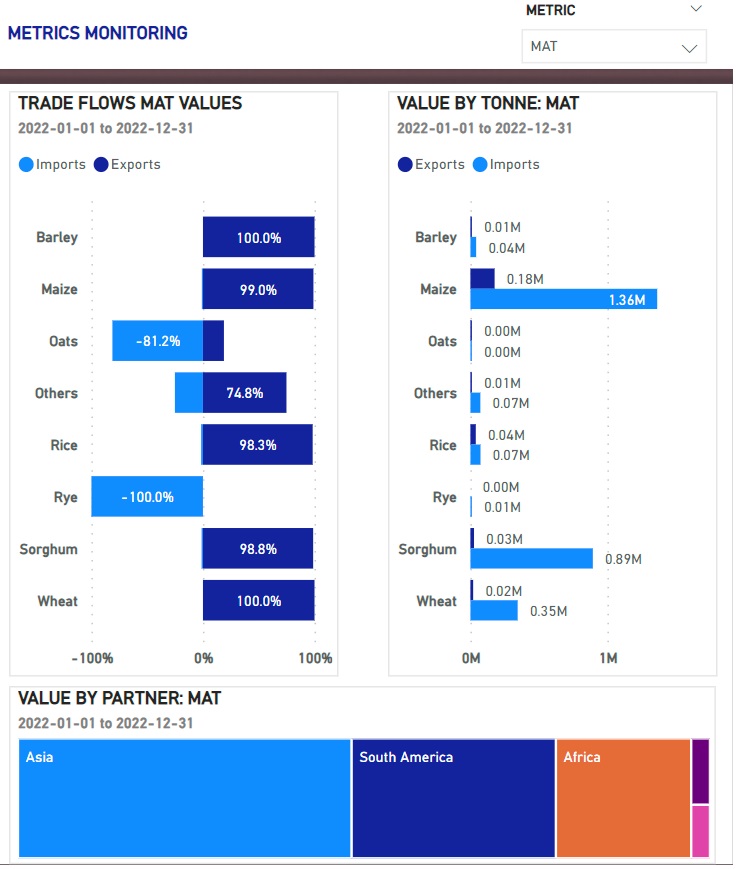 METRICS MONITORING
METRIC
MAT
TRADE FLOWS MAT VALUES
2022-01-01 to 2022-12-31
Imports Exports
Barley 100.0%
Maize 99.0%
Oats -81.2%
Others 74.8%
Rice 98.3%
Rye -100.0%
Sorghum 98.8%
Wheat 100.0%
-100% 0% 100%
VALUE BY TONNE: MAT
2022-01-01 to 2022-12-31
Exports Imports
0.01M
Barley
0.04M
0.18M
Maize
1.36M
0.00M
Oats
0.00M
0.01M
Others
0.07M
0.04M
Rice
0.07M
0.00M
Rye
0.01M
0.03M
Sorghum
0.89M
0.02M
Wheat
0.35M
0M 1M
VALUE BY PARTNER: MAT
2022-01-01 to 2022-12-31
Asia South America Africa